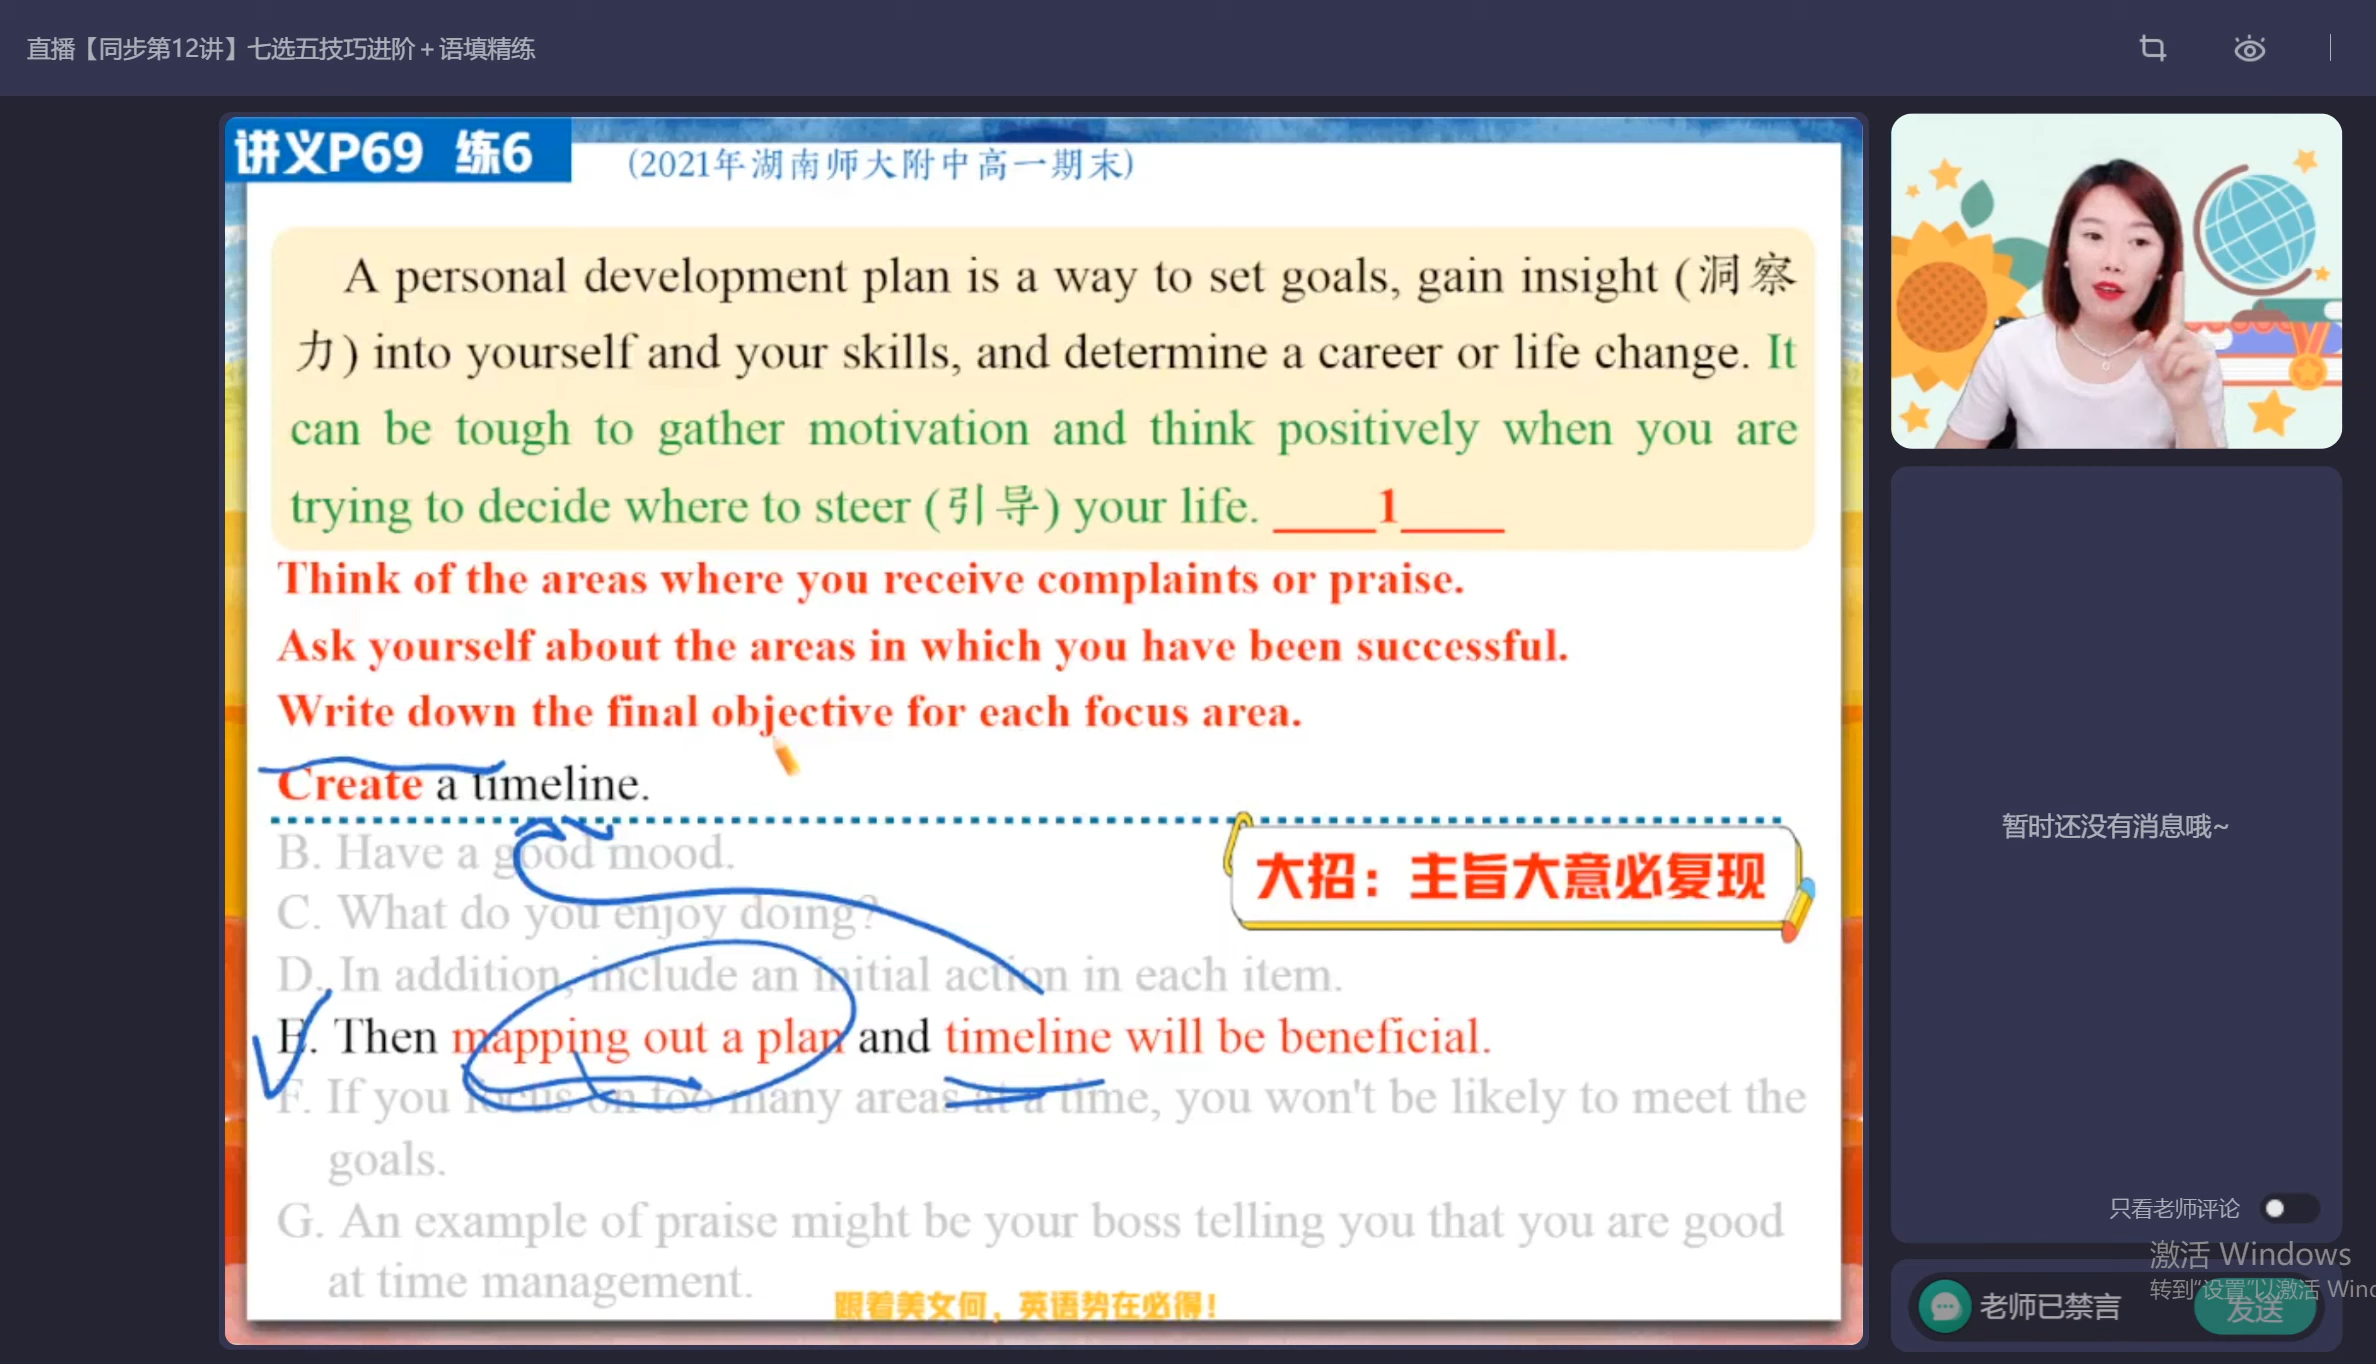 直播【同步第12讲】七选五技巧进阶+语填精练
讲义P69 练6
(2021年湖南师大附中高一期末)
A personal development plan is a way to set goals, gain insight (洞察
力) into yourself and your skills, and determine a career or life change. It
can be tough to gather motivation and think positively when you are
trying to decide where to steer (引导) your life. ____1____
Think of the areas where you receive complaints or praise.
Ask yourself about the areas in which you have been successful.
Write down the final objective for each focus area.
Create a timeline.
B. Have a good mood.
C. What do you enjoy doing?
大招：主旨大意必复现
D. In addition, include an initial action in each item.
E. Then mapping out a plan and timeline will be beneficial.
F. If you focus on too many areas at a time, you won't be likely to meet the
goals.
G. An example of praise might be your boss telling you that you are good
at time management.
跟着美女何，英语势在必得！
暂时还没有消息哦~
只看老师评论
激活 Windows
转到"设置"以激活 Wind
老师已禁言
发送